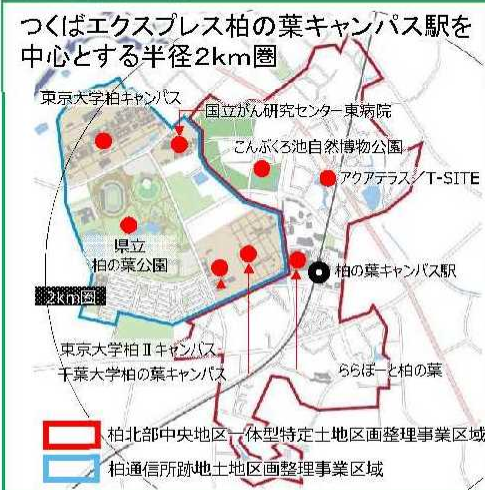 つくばエクスプレス柏の葉キャンパス駅を
中心とする半径2km圏
東京大学柏キャンパス
国立がん研究センター東病院
こんぶくろ池自然博物公園
アクアテラス／T-SITE
県立
柏の葉公園
柏の葉キャンパス駅
2km圏
東京大学柏Ⅱキャンパス
千葉大学柏の葉キャンパス
ららぽーと柏の葉
柏北部中央地区一体型特定土地区画整理事業区域
柏通信所跡地土地区画整理事業区域